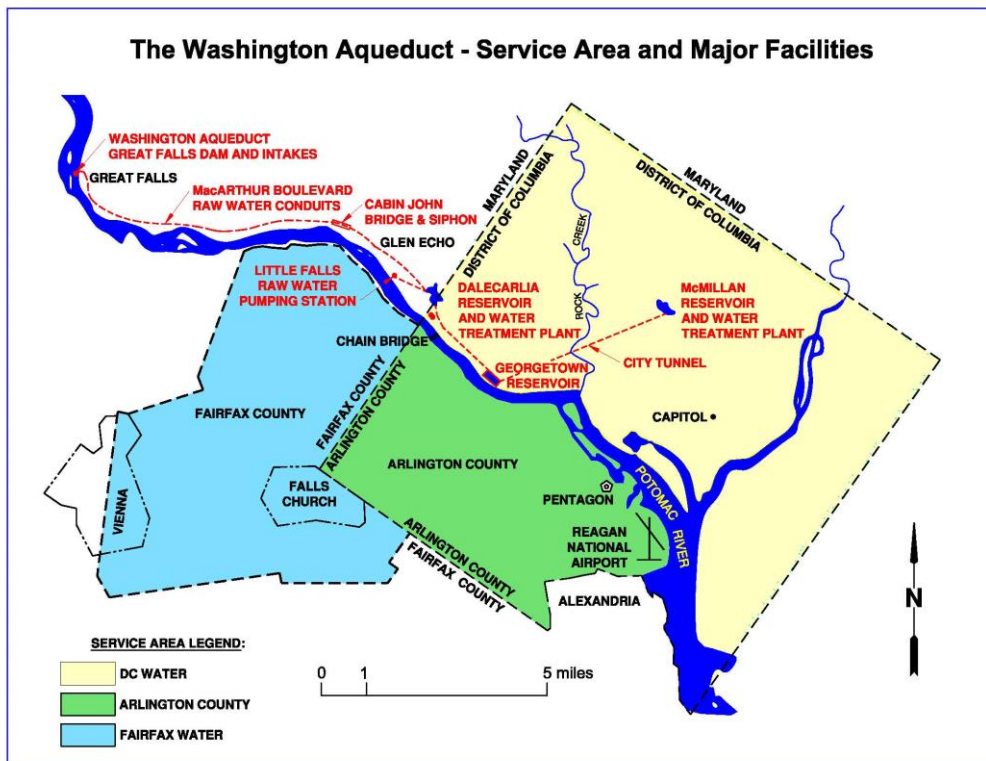 The Washington Aqueduct - Service Area and Major Facilities
WASHINGTON AQUEDUCT
GREAT FALLS DAM AND INTAKES
GREAT FALLS
MacARTHUR BOULEVARD
RAW WATER CONDUITS
CABIN JOHN
BRIDGE & SIPHON
GLEN ECHO
MARYLAND
DISTRICT OF COLUMBIA
MARYLAND
DISTRICT OF COLUMBIA
ROCK CREEK
LITTLE FALLS
RAW WATER
PUMPING STATION
DALECARLIA
RESERVOIR
AND WATER
TREATMENT PLANT
McMILLAN
RESERVOIR
AND WATER
TREATMENT PLANT
CHAIN BRIDGE
GEORGETOWN
RESERVOIR
CITY TUNNEL
FAIRFAX COUNTY
FAIRFAX COUNTY
ARLINGTON COUNTY
CAPITOL
ARLINGTON COUNTY
VIENNA
FALLS
CHURCH
PENTAGON
POTOMAC RIVER
REAGAN
NATIONAL
AIRPORT
ARLINGTON COUNTY
FAIRFAX COUNTY
ALEXANDRIA
N
SERVICE AREA LEGEND:
DC WATER
ARLINGTON COUNTY
FAIRFAX WATER
0 1 5 miles